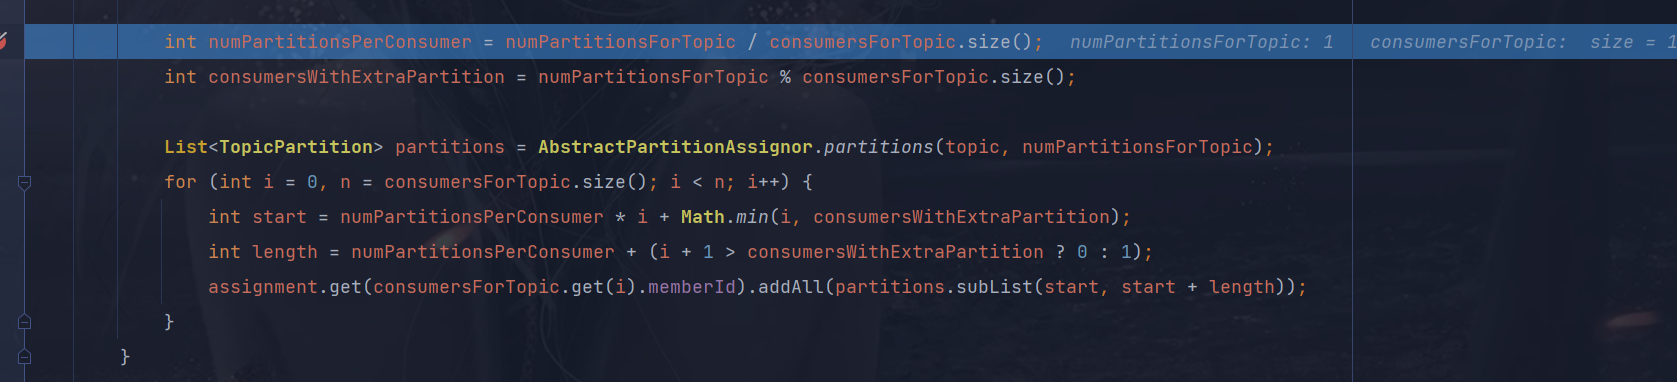 int numPartitionsPerConsumer = numPartitionsForTopic / consumersForTopic.size(); numPartitionsForTopic: 1 consumersForTopic: size = 1
int consumersWithExtraPartition = numPartitionsForTopic % consumersForTopic.size();
List<TopicPartition> partitions = AbstractPartitionAssignor.partitions(topic, numPartitionsForTopic);
for (int i = 0, n = consumersForTopic.size(); i < n; i++) {
int start = numPartitionsPerConsumer * i + Math.min(i, consumersWithExtraPartition);
int length = numPartitionsPerConsumer + (i + 1 > consumersWithExtraPartition ? 0 : 1);
assignment.get(consumersForTopic.get(i).memberId).addAll(partitions.subList(start, start + length));
}
}